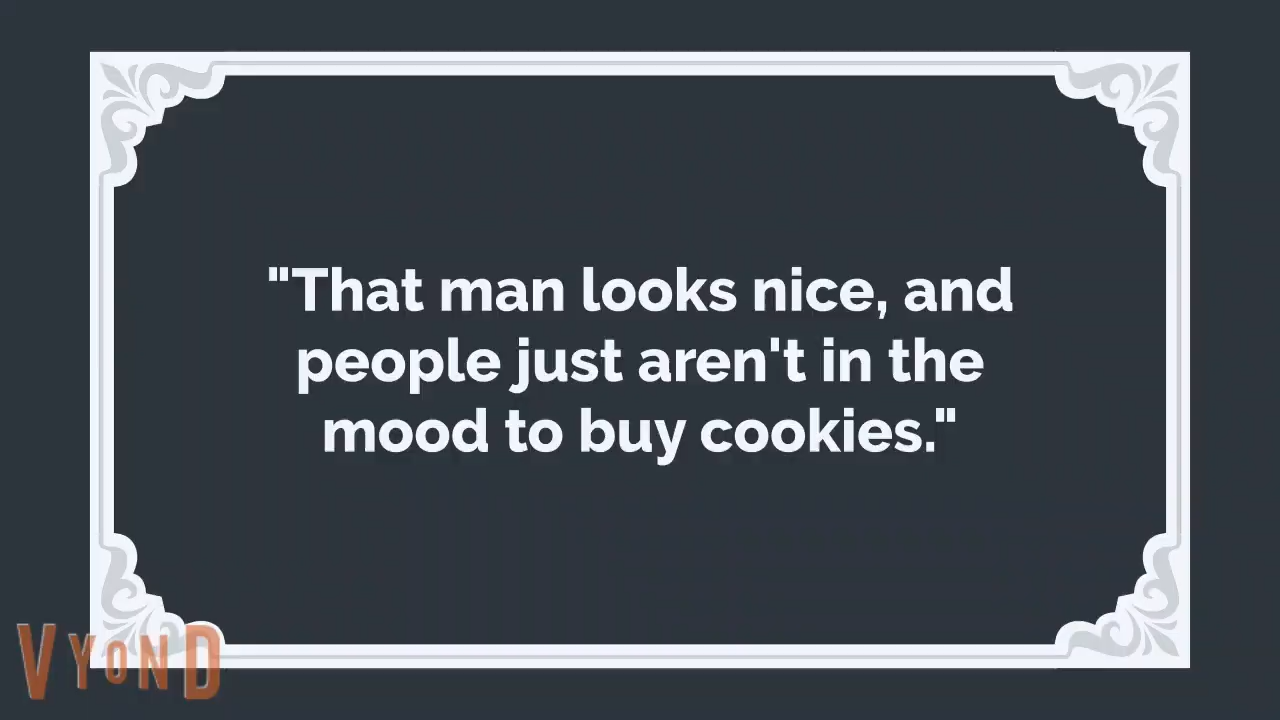 "That man looks nice, and
people just aren't in the
mood to buy cookies."
VYOND